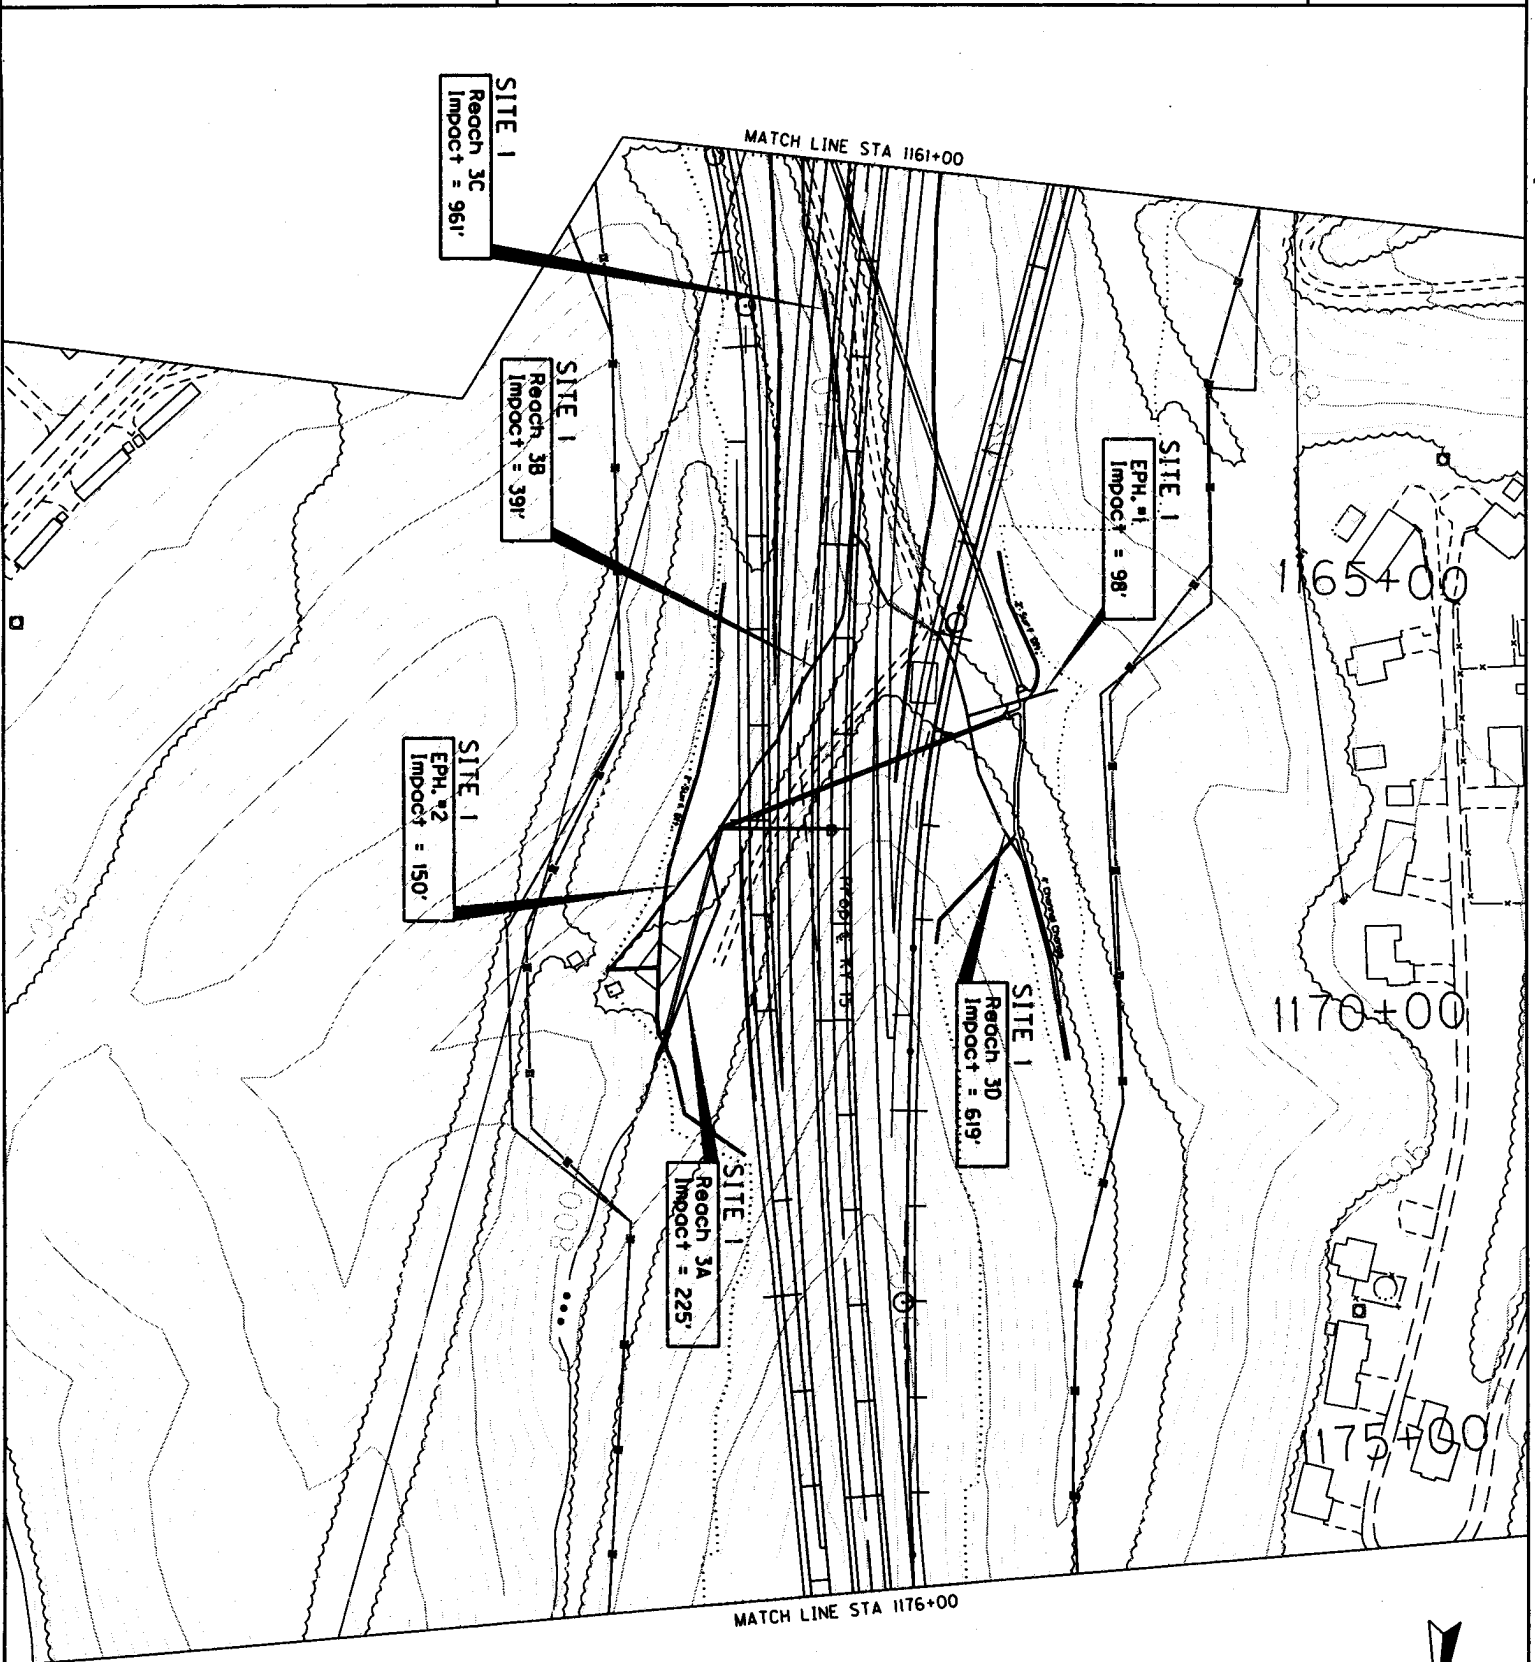 MATCH LINE STA 1161+00
SITE 1
Reach 3C
Impact = 961'
SITE 1
Reach 3B
Impact = 391'
SITE 1
EPH. #1
Impact = 98'
1165+00
SITE 1
EPH. #2
Impact = 150'
SITE 1
Reach 3D
Impact = 619'
1170+00
SITE 1
Reach 3A
Impact = 225'
800
1175+00
MATCH LINE STA 1176+00